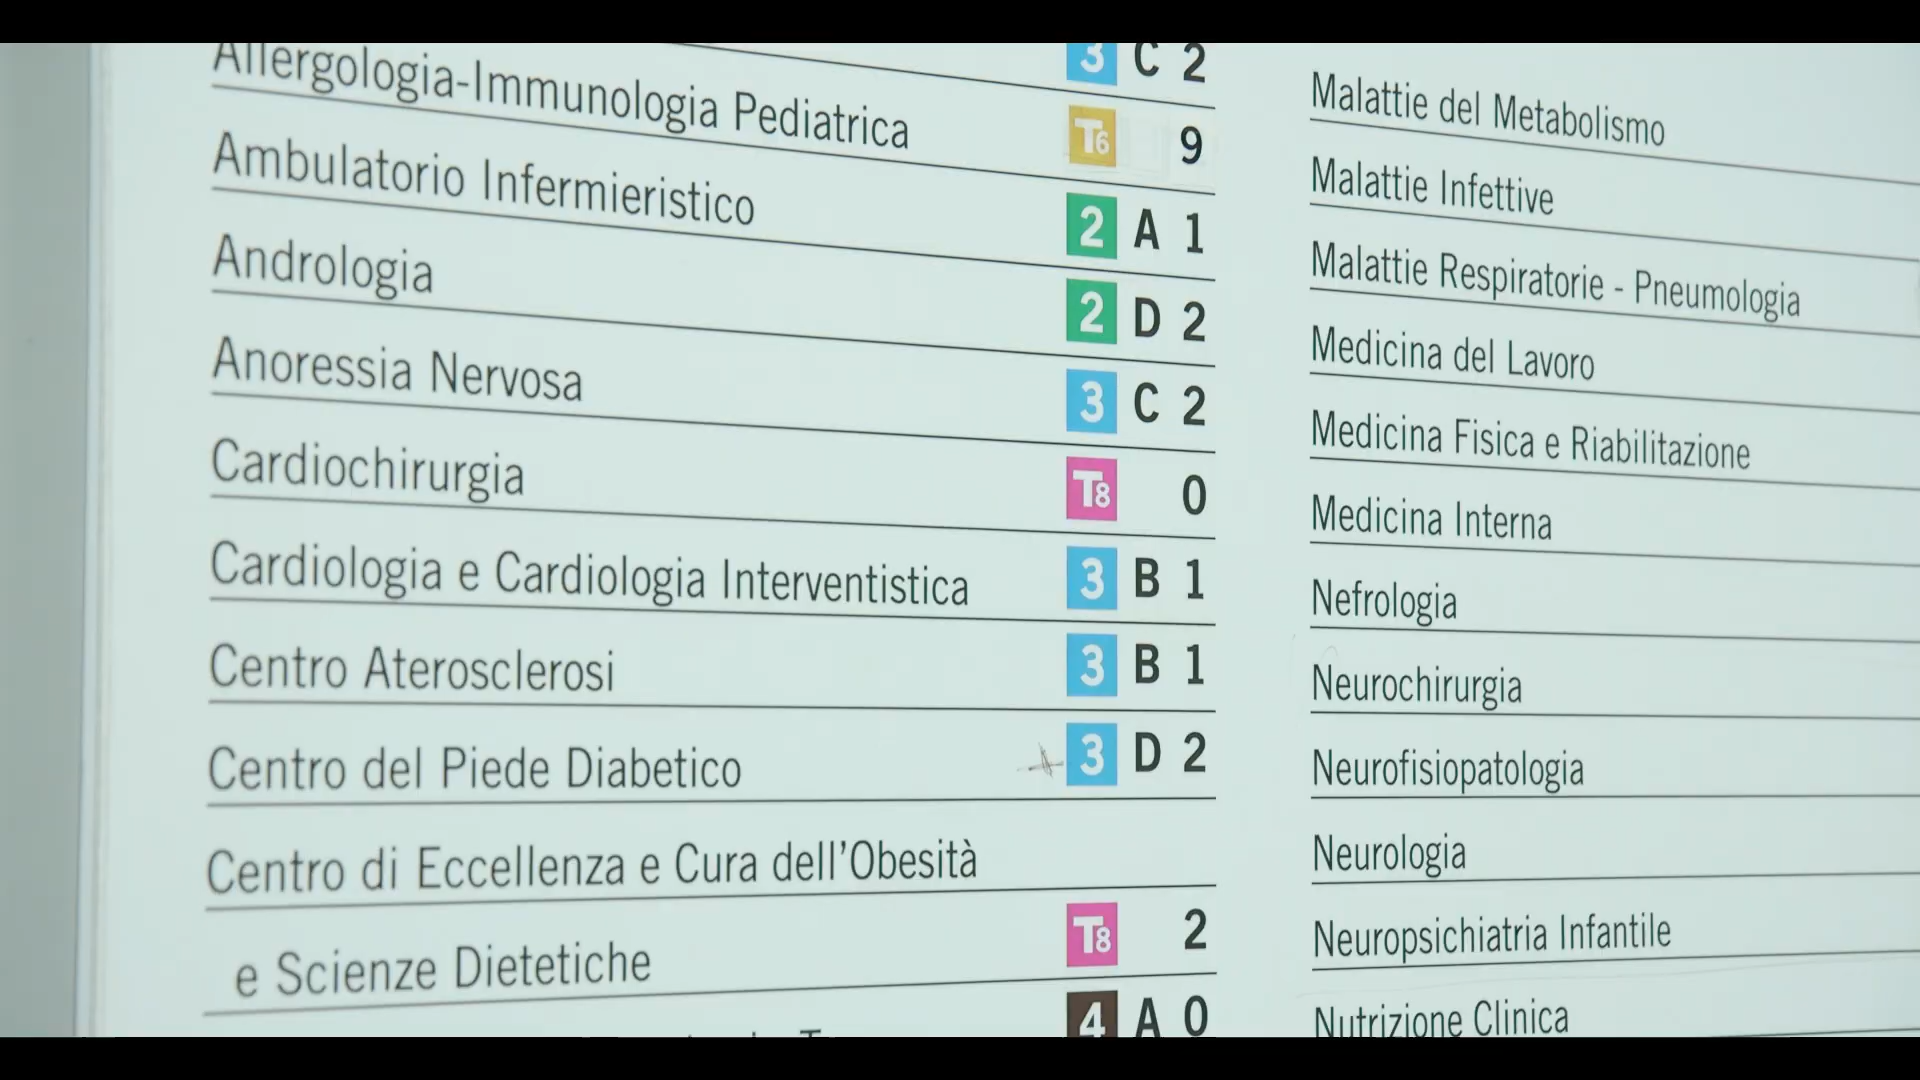 3 C 2
Allergologia-Immunologia Pediatrica T6 9
Ambulatorio Infermieristico 2 A 1
Andrologia 2 D 2
Anoressia Nervosa 3 C 2
Cardiochirurgia T8 0
Cardiologia e Cardiologia Interventistica 3 B 1
Centro Aterosclerosi 3 B 1
Centro del Piede Diabetico 3 D 2
Centro di Eccellenza e Cura dell'Obesità
e Scienze Dietetiche T8 2
4 A 0
Malattie del Metabolismo
Malattie Infettive
Malattie Respiratorie - Pneumologia
Medicina del Lavoro
Medicina Fisica e Riabilitazione
Medicina Interna
Nefrologia
Neurochirurgia
Neurofisiopatologia
Neurologia
Neuropsichiatria Infantile
Nutrizione Clinica